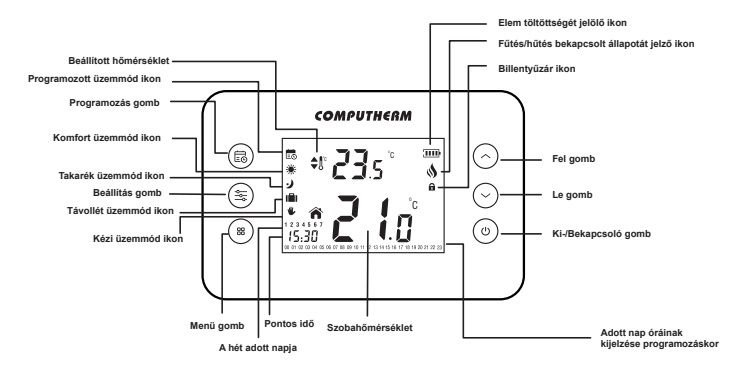 Elem töltöttségét jelölő ikon
Fűtés/hűtés bekapcsolt állapotát jelző ikon
Billentyűzár ikon
Beállított hőmérséklet
Programozott üzemmód ikon
Programozás gomb
Komfort üzemmód ikon
Takarék üzemmód ikon
Beállítás gomb
Távollét üzemmód ikon
Kézi üzemmód ikon
COMPUTHERM
°C
23.5 °C
21.0 °C
1 2 3 4 5 6 7
15:30
00 01 02 03 04 05 06 07 08 09 10 11 12 13 14 15 16 17 18 19 20 21 22 23
Fel gomb
Le gomb
Ki-/Bekapcsoló gomb
Menü gomb
Pontos idő
A hét adott napja
Szobahőmérséklet
Adott nap óráinak
kijelzése programozáskor